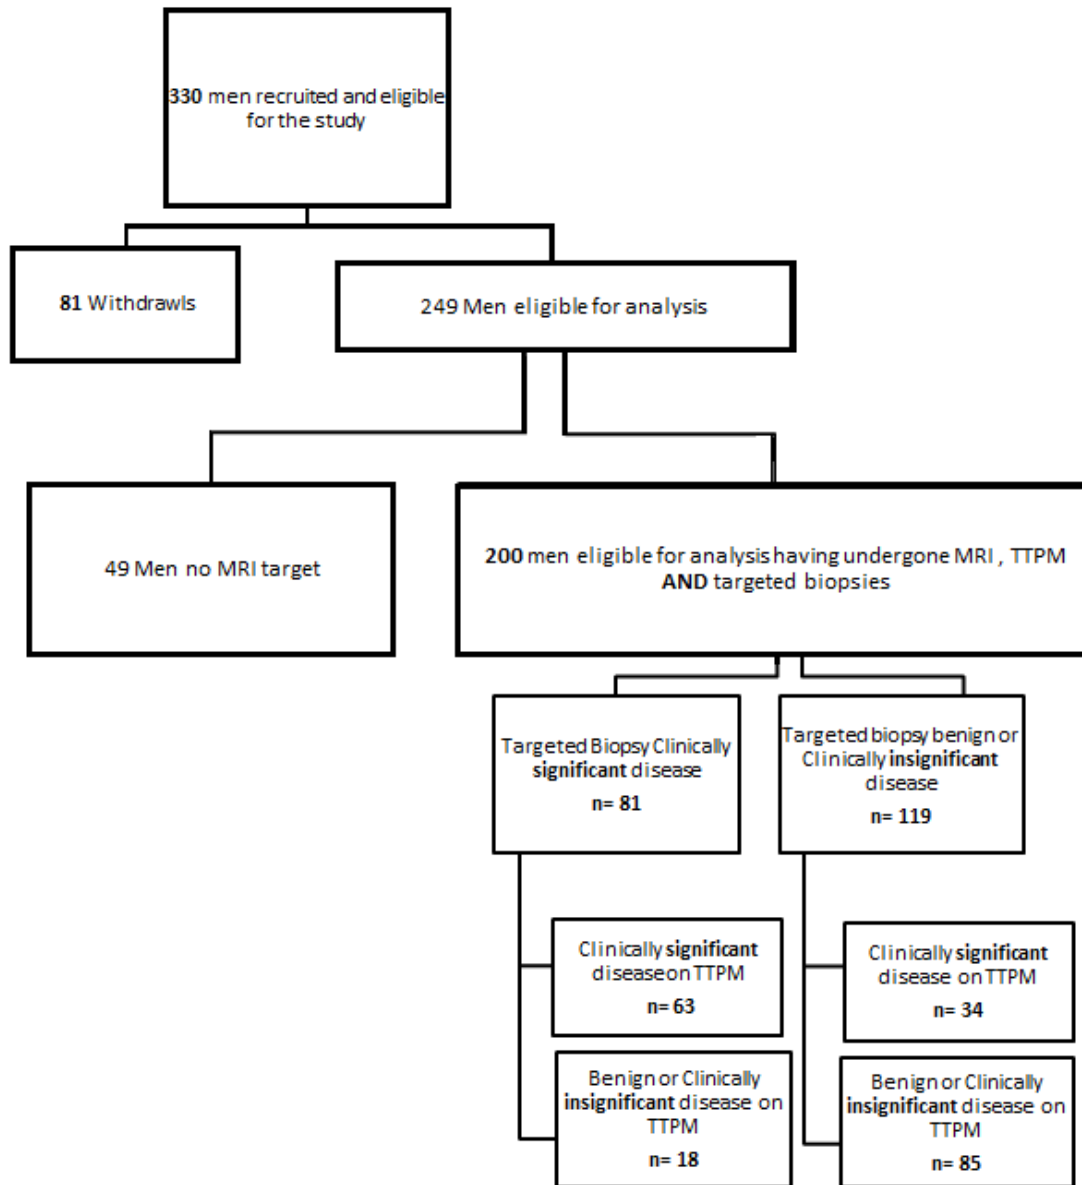 330 men recruited and eligible
for the study
81 Withdrawls
249 Men eligible for analysis
49 Men no MRI target
200 men eligible for analysis having undergone MRI , TTPM
AND targeted biopsies
Targeted Biopsy Clinically
significant disease
n= 81
Targeted biopsy benign or
Clinically insignificant
disease
n= 119
Clinically significant
disease on TTPM
n= 63
Clinically significant
disease on TTPM
n= 34
Benign or Clinically
insignificant disease on
TTPM
n= 18
Benign or Clinically
insignificant disease on
TTPM
n= 85